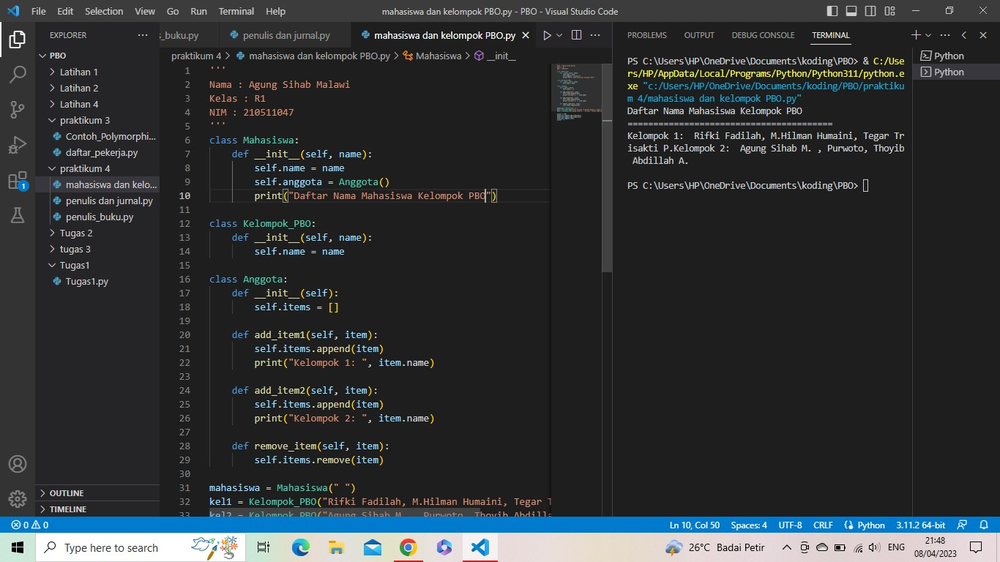 File Edit Selection View Go Run Terminal Help
mahasiswa dan kelompok PBO.py - PBO - Visual Studio Code
EXPLORER
PBO
Latihan 1
Latihan 2
Latihan 4
praktikum 3
Contoh_Polymorphi...
daftar_pekerja.py
praktikum 4
mahasiswa dan kelo...
penulis dan jurnal.py
penulis_buku.py
Tugas 2
tugas 3
Tugas1
Tugas1.py
OUTLINE
TIMELINE
1
s_buku.py
penulis dan jurnal.py
mahasiswa dan kelompok PBO.py
praktikum 4 > mahasiswa dan kelompok PBO.py > Mahasiswa > __init__
1 '''
2 Nama : Agung Sihab Malawi
3 Kelas : R1
4 NIM : 210511047
5 '''
6 class Mahasiswa:
7     def __init__(self, name):
8         self.name = name
9         self.anggota = Anggota()
10         print("Daftar Nama Mahasiswa Kelompok PBO")
11
12 class Kelompok_PBO:
13     def __init__(self, name):
14         self.name = name
15
16 class Anggota:
17     def __init__(self):
18         self.items = []
19
20     def add_item1(self, item):
21         self.items.append(item)
22         print("Kelompok 1: ", item.name)
23
24     def add_item2(self, item):
25         self.items.append(item)
26         print("Kelompok 2: ", item.name)
27
28     def remove_item(self, item):
29         self.items.remove(item)
30
31 mahasiswa = Mahasiswa(" ")
32 kel1 = Kelompok_PBO("Rifki Fadilah, M.Hilman Humaini, Tegar T
33 kel2 = Kelompok_PBO("Agung Sihab M. , Purwoto, Thoyib Abdilla
PROBLEMS OUTPUT DEBUG CONSOLE TERMINAL
PS C:\Users\HP\OneDrive\Documents\koding\PBO> & C:/Use
rs/HP/AppData/Local/Programs/Python/Python311/python.e
xe "c:/Users/HP/OneDrive/Documents/koding/PBO/praktiku
m 4/mahasiswa dan kelompok PBO.py"
Daftar Nama Mahasiswa Kelompok PBO
=====================================
Kelompok 1:  Rifki Fadilah, M.Hilman Humaini, Tegar Tr
isakti P.Kelompok 2:  Agung Sihab M. , Purwoto, Thoyib
 Abdillah A.
PS C:\Users\HP\OneDrive\Documents\koding\PBO>
Python
Python
0 0
Ln 10, Col 50 Spaces: 4 UTF-8 CRLF Python 3.11.2 64-bit
Type here to search
26°C Badai Petir
ENG
21:48
08/04/2023